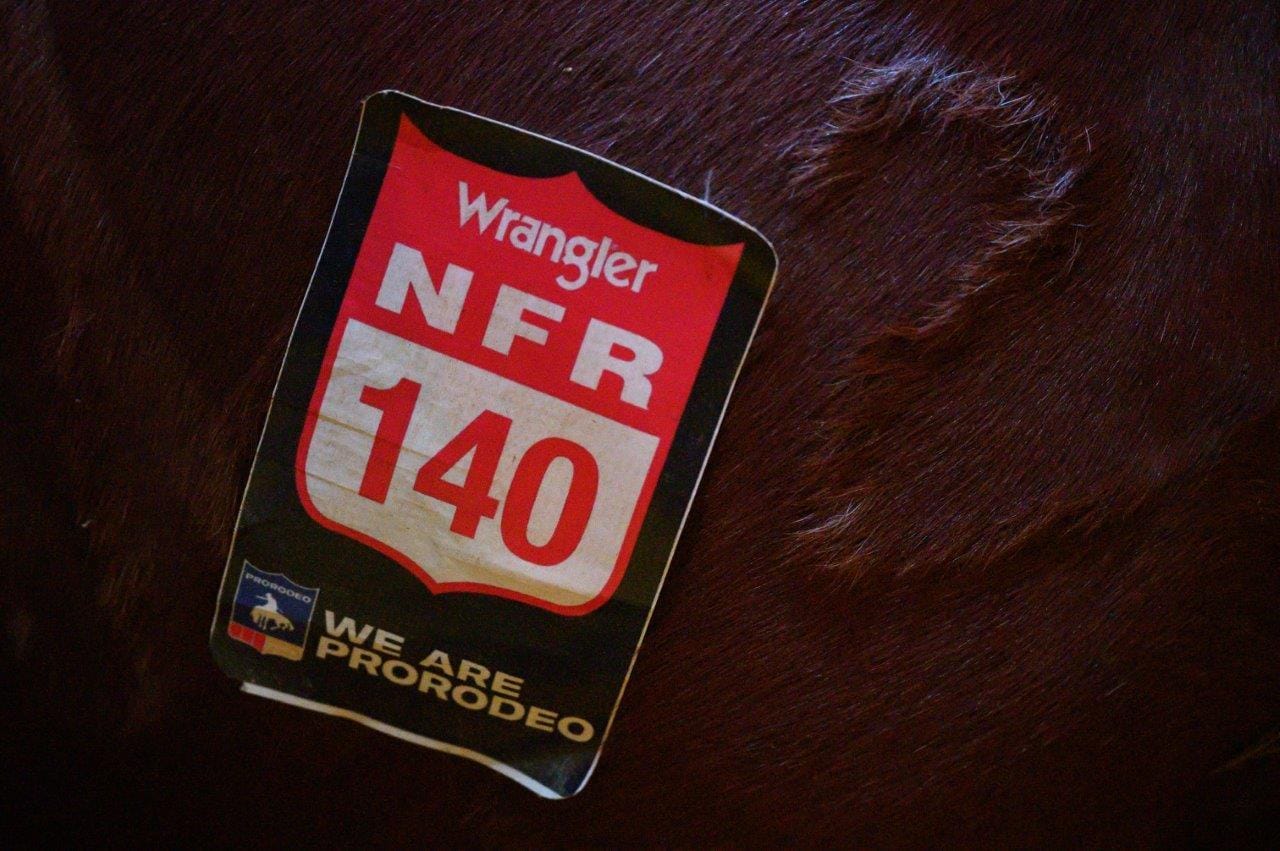 Wrangler
NFR
140
PRORODEO
WE ARE
PRORODEO